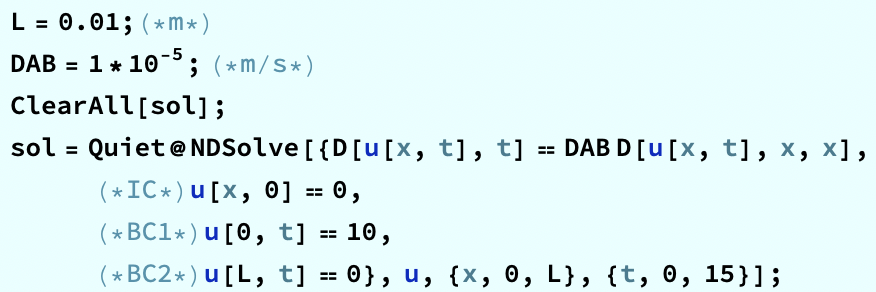 L = 0.01; (*m*)
DAB = 1 * 10^-5; (*m/s*)
ClearAll[sol];
sol = Quiet@NDSolve[{D[u[x, t], t] == DAB D[u[x, t], x, x],
(*IC*) u[x, 0] == 0,
(*BC1*) u[0, t] == 10,
(*BC2*) u[L, t] == 0}, u, {x, 0, L}, {t, 0, 15}];